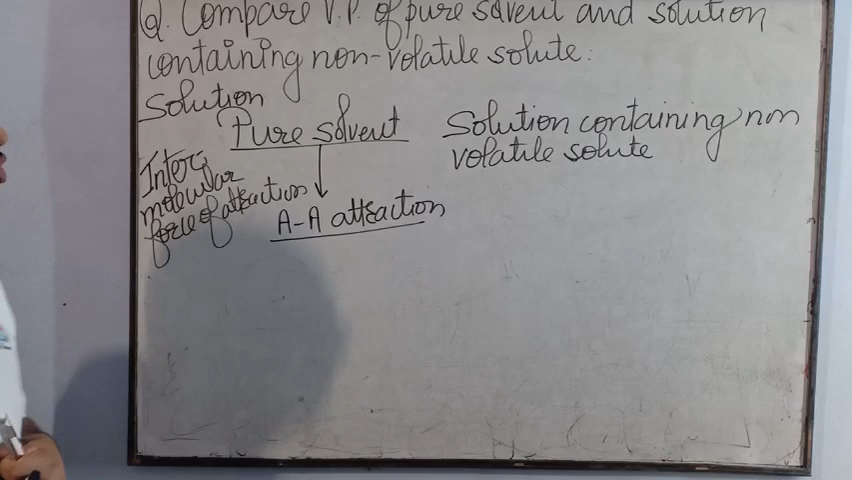 Q. Compare V.P. of pure solvent and solution
containing non-volatile solute:
Solution
Pure solvent
Solution containing non
volatile solute
Inter
molecular
force of attraction
A-A attraction